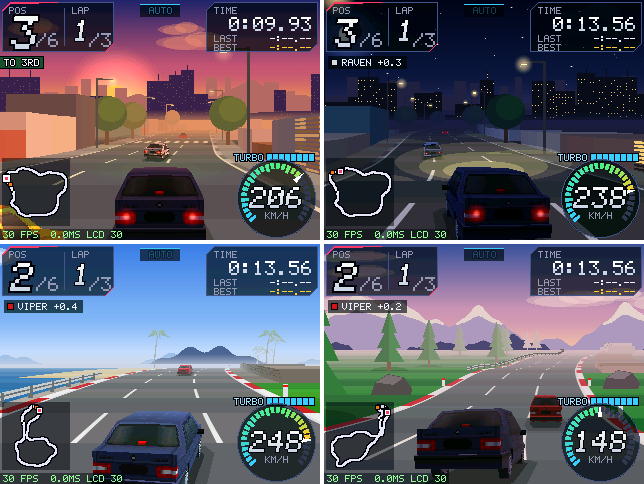 POS LAP AUTO TIME
3/6 1/3 0:09.93
LAST -:--.--
BEST -:--.--
TO 3RD
TURBO
206
KM/H
30 FPS 0.0MS LCD 30
POS LAP AUTO TIME
3/6 1/3 0:13.56
LAST -:--.--
BEST -:--.--
RAVEN +0.3
TURBO
238
KM/H
30 FPS 0.0MS LCD 30
POS LAP AUTO TIME
2/6 1/3 0:13.56
LAST -:--.--
BEST -:--.--
VIPER +0.4
TURBO
248
KM/H
30 FPS 0.0MS LCD 30
POS LAP AUTO TIME
2/6 1/3 0:13.56
LAST -:--.--
BEST -:--.--
VIPER +0.2
TURBO
148
KM/H
30 FPS 0.0MS LCD 30